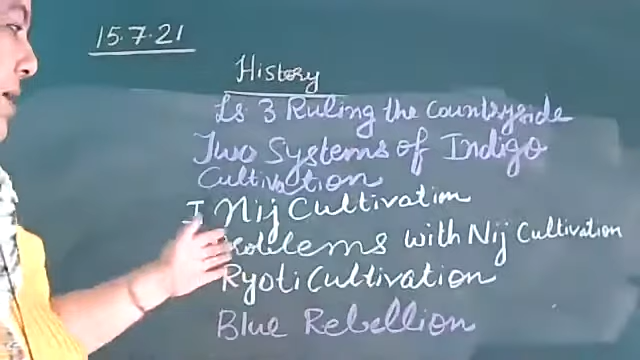 15.7.21
History
Ls. 3 Ruling the Countryside
Two Systems of Indigo
Cultivation
I Nij Cultivation
Problems with Nij Cultivation
Ryoti Cultivation
Blue Rebellion